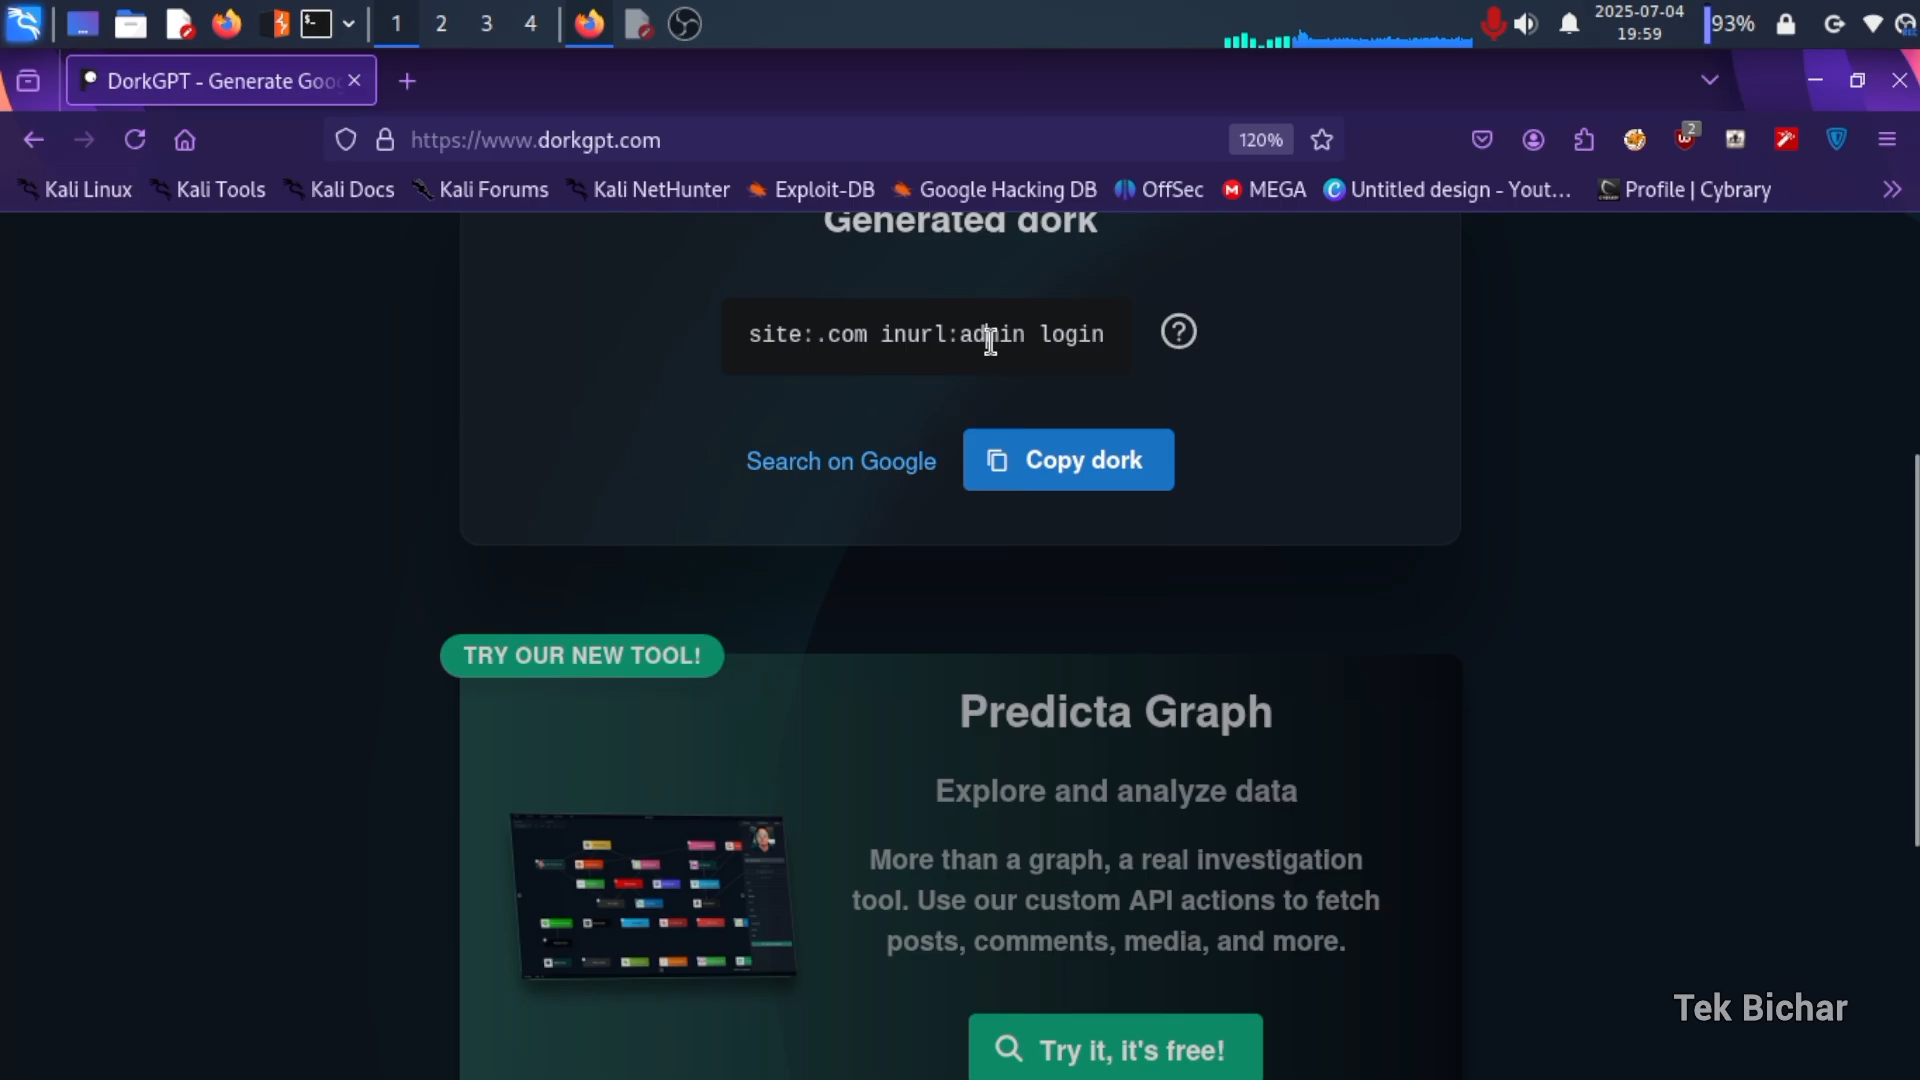 1 2 3 4
2025-07-04
19:59
93%
DorkGPT - Generate Goo
https://www.dorkgpt.com
120%
2
Kali Linux Kali Tools Kali Docs Kali Forums Kali NetHunter Exploit-DB Google Hacking DB OffSec MEGA Untitled design - Yout... Profile | Cybrary
Generated dork
site:.com inurl:admin login
Search on Google
Copy dork
TRY OUR NEW TOOL!
Predicta Graph
Explore and analyze data
More than a graph, a real investigation
tool. Use our custom API actions to fetch
posts, comments, media, and more.
Try it, it's free!
Tek Bichar